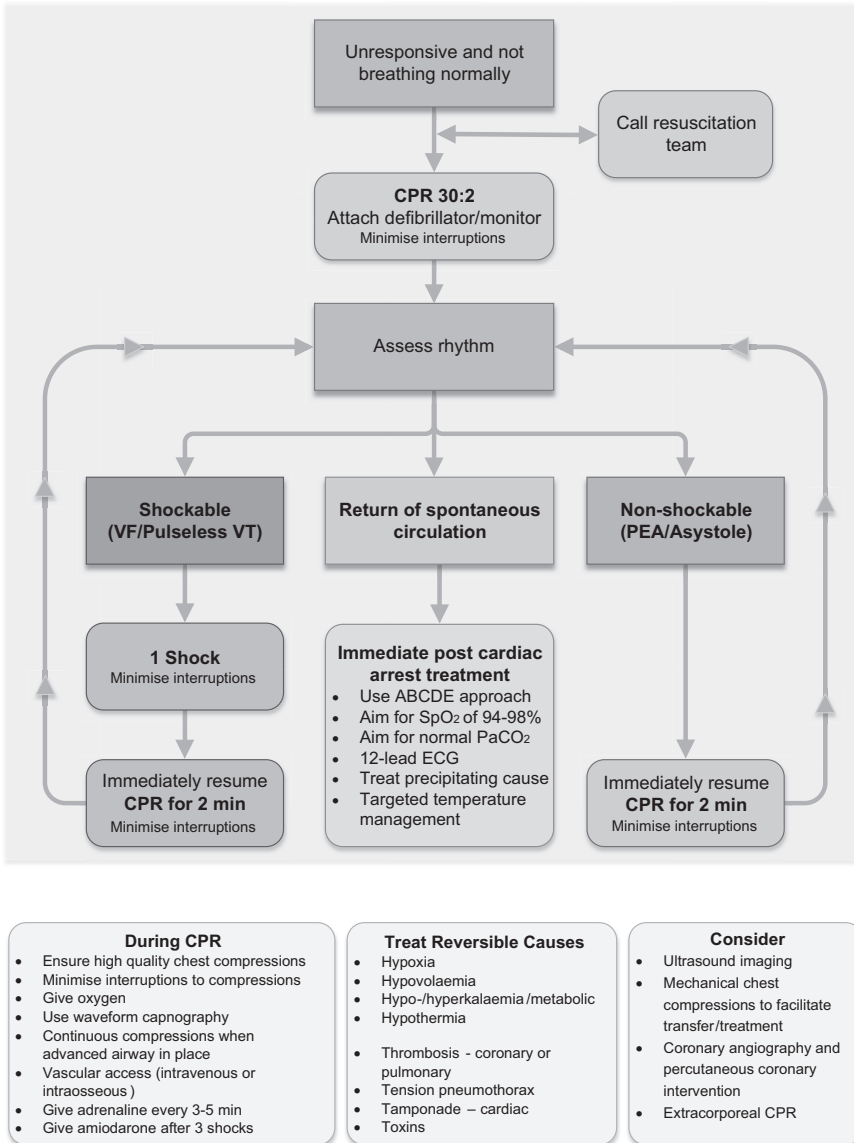 Unresponsive and not
breathing normally
Call resuscitation
team
CPR 30:2
Attach defibrillator/monitor
Minimise interruptions
Assess rhythm
Shockable
(VF/Pulseless VT)
Return of spontaneous
circulation
Non-shockable
(PEA/Asystole)
1 Shock
Minimise interruptions
Immediately resume
CPR for 2 min
Minimise interruptions
Immediate post cardiac
arrest treatment
• Use ABCDE approach
• Aim for SpO2 of 94-98%
• Aim for normal PaCO2
• 12-lead ECG
• Treat precipitating cause
• Targeted temperature
management
Immediately resume
CPR for 2 min
Minimise interruptions
During CPR
• Ensure high quality chest compressions
• Minimise interruptions to compressions
• Give oxygen
• Use waveform capnography
• Continuous compressions when
advanced airway in place
• Vascular access (intravenous or
intraosseous )
• Give adrenaline every 3-5 min
• Give amiodarone after 3 shocks
Treat Reversible Causes
• Hypoxia
• Hypovolaemia
• Hypo-/hyperkalaemia/metabolic
• Hypothermia
• Thrombosis - coronary or
pulmonary
• Tension pneumothorax
• Tamponade – cardiac
• Toxins
Consider
• Ultrasound imaging
• Mechanical chest
compressions to facilitate
transfer/treatment
• Coronary angiography and
percutaneous coronary
intervention
• Extracorporeal CPR